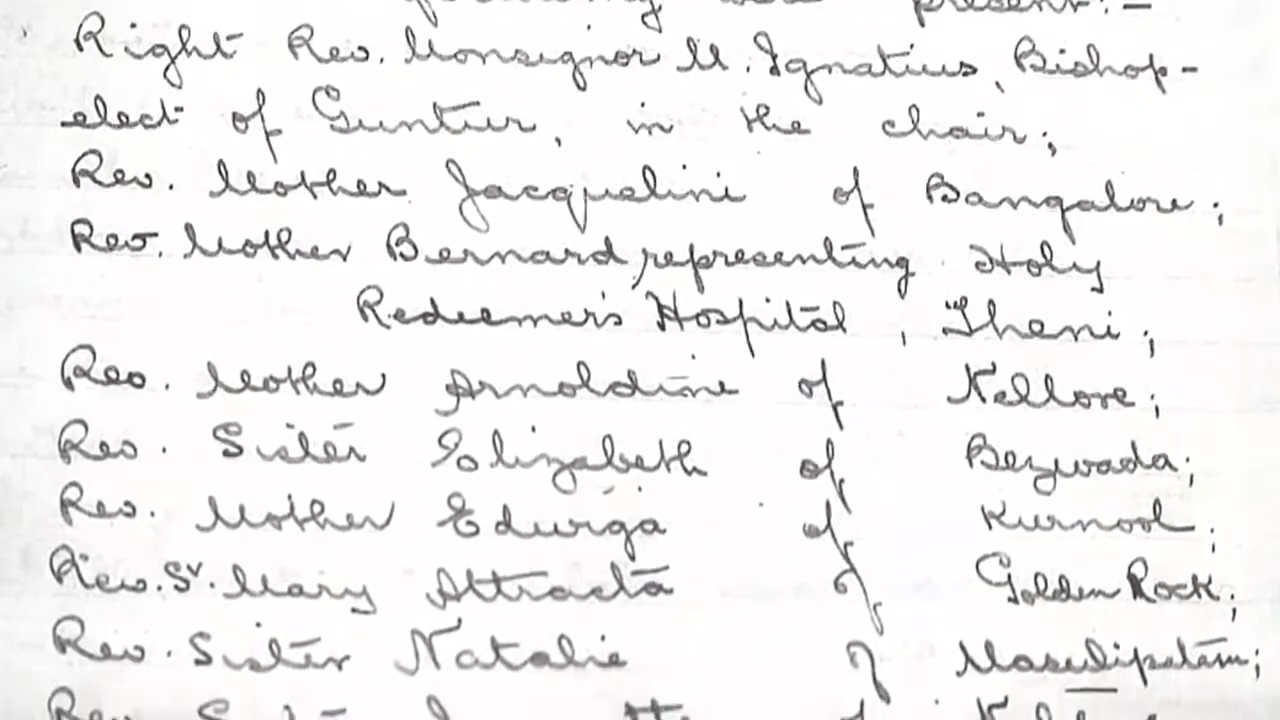 present:-
Right Rev. Monsignor M. Ignatius, Bishop-
elect of Guntur, in the chair;
Rev. Mother Jacquelini of Bangalore;
Rev. Mother Bernard, representing Holy
Redeemer's Hospital, Theni;
Rev. Mother Arnoldine of Nellore;
Rev. Sister Elizabeth of Bezwada;
Rev. Mother Edwiga of Kurnool;
Rev. Sr. Mary Attracta of Golden Rock;
Rev. Sister Natalie of Masulipatam;
Rev.